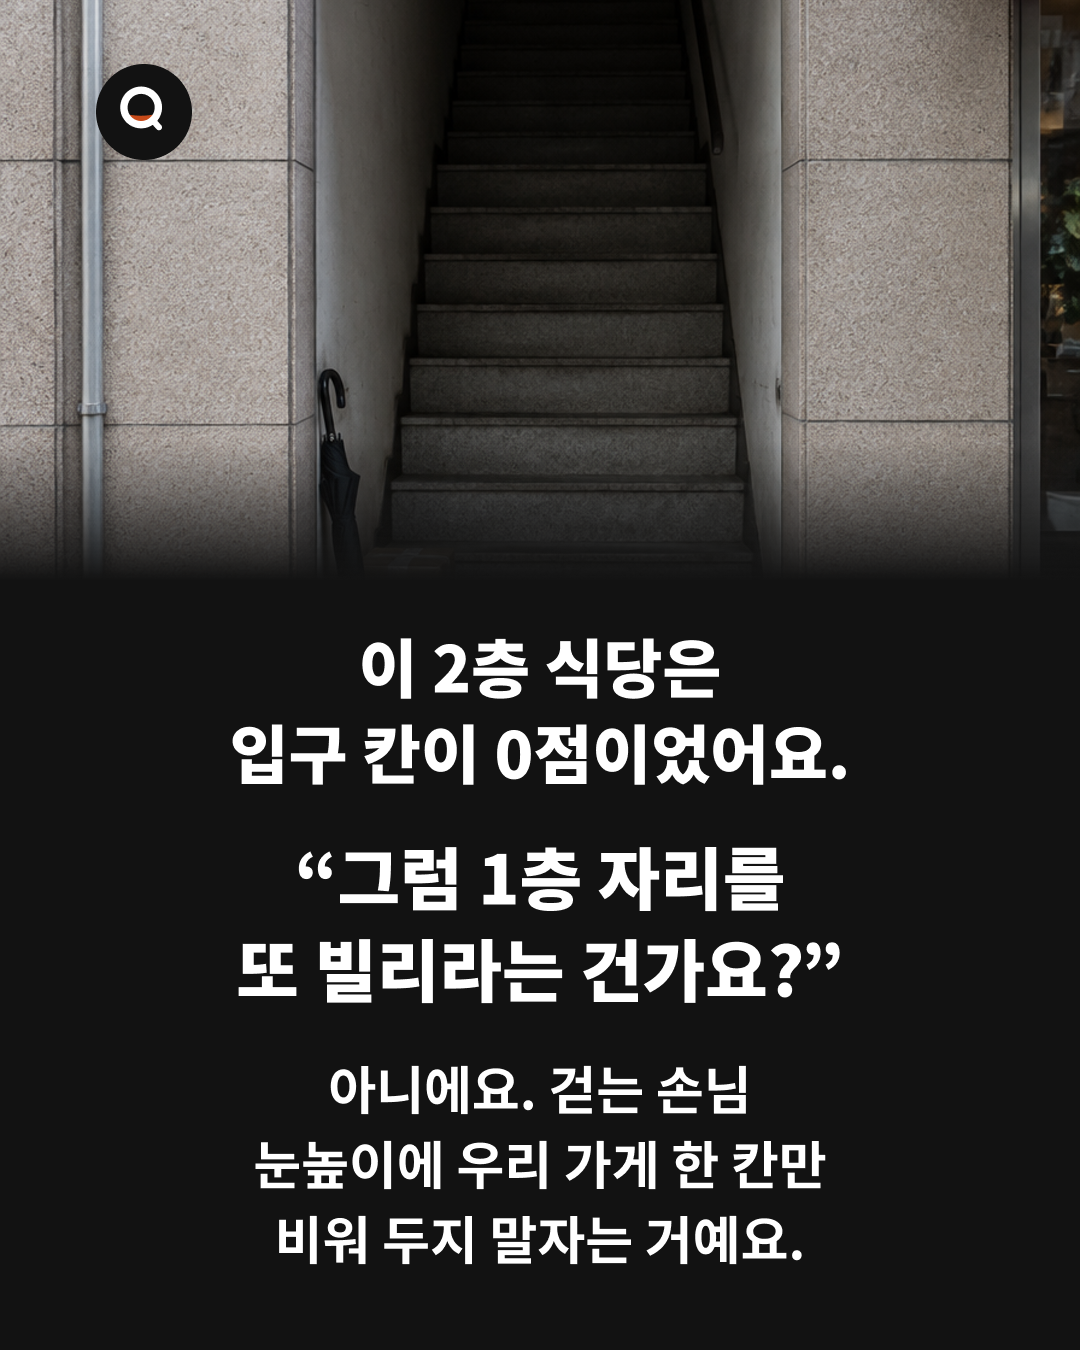 이 2층 식당은
입구 칸이 0점이었어요.
“그럼 1층 자리를
또 빌리라는 건가요?”
아니에요. 걷는 손님
눈높이에 우리 가게 한 칸만
비워 두지 말자는 거예요.